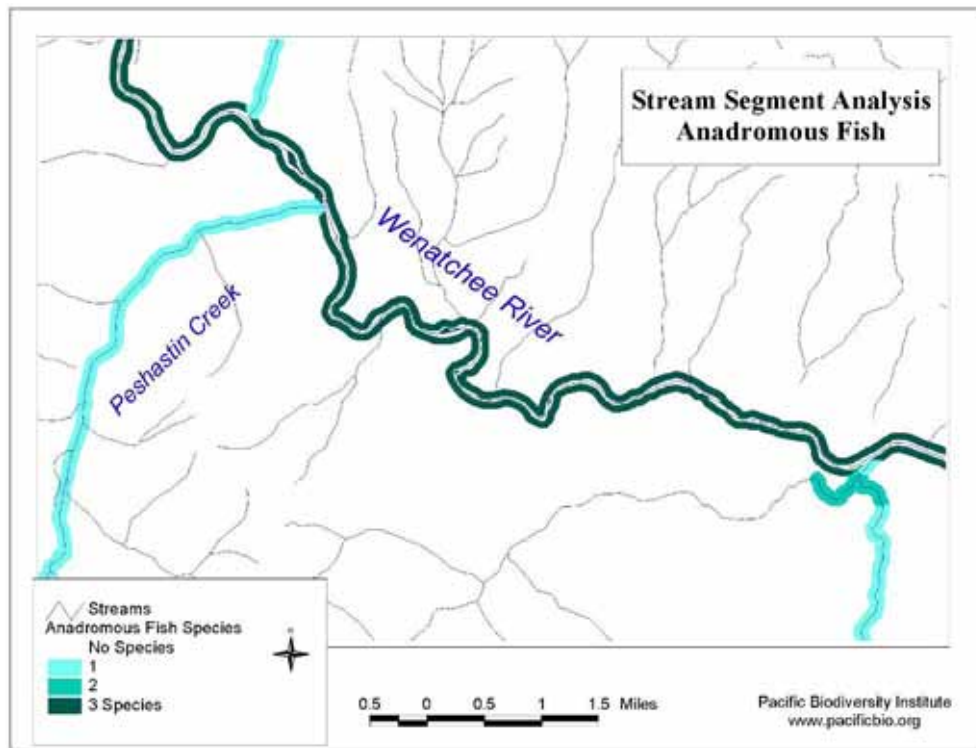 Stream Segment Analysis
Anadromous Fish
Wenatchee River
Peshastin Creek
Streams
Anadromous Fish Species
No Species
1
2
3 Species
0.5 0 0.5 1 1.5 Miles
Pacific Biodiversity Institute
www.pacificbio.org